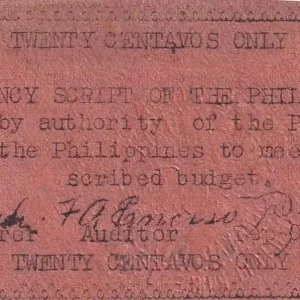 TWENTY CENTAVOS ONLY
NCY SCRIPT OF THE PHIL
by authority of the P
the Philippines to mee
scribed budget.
rer Auditor
TWENTY CENTAVOS ONLY